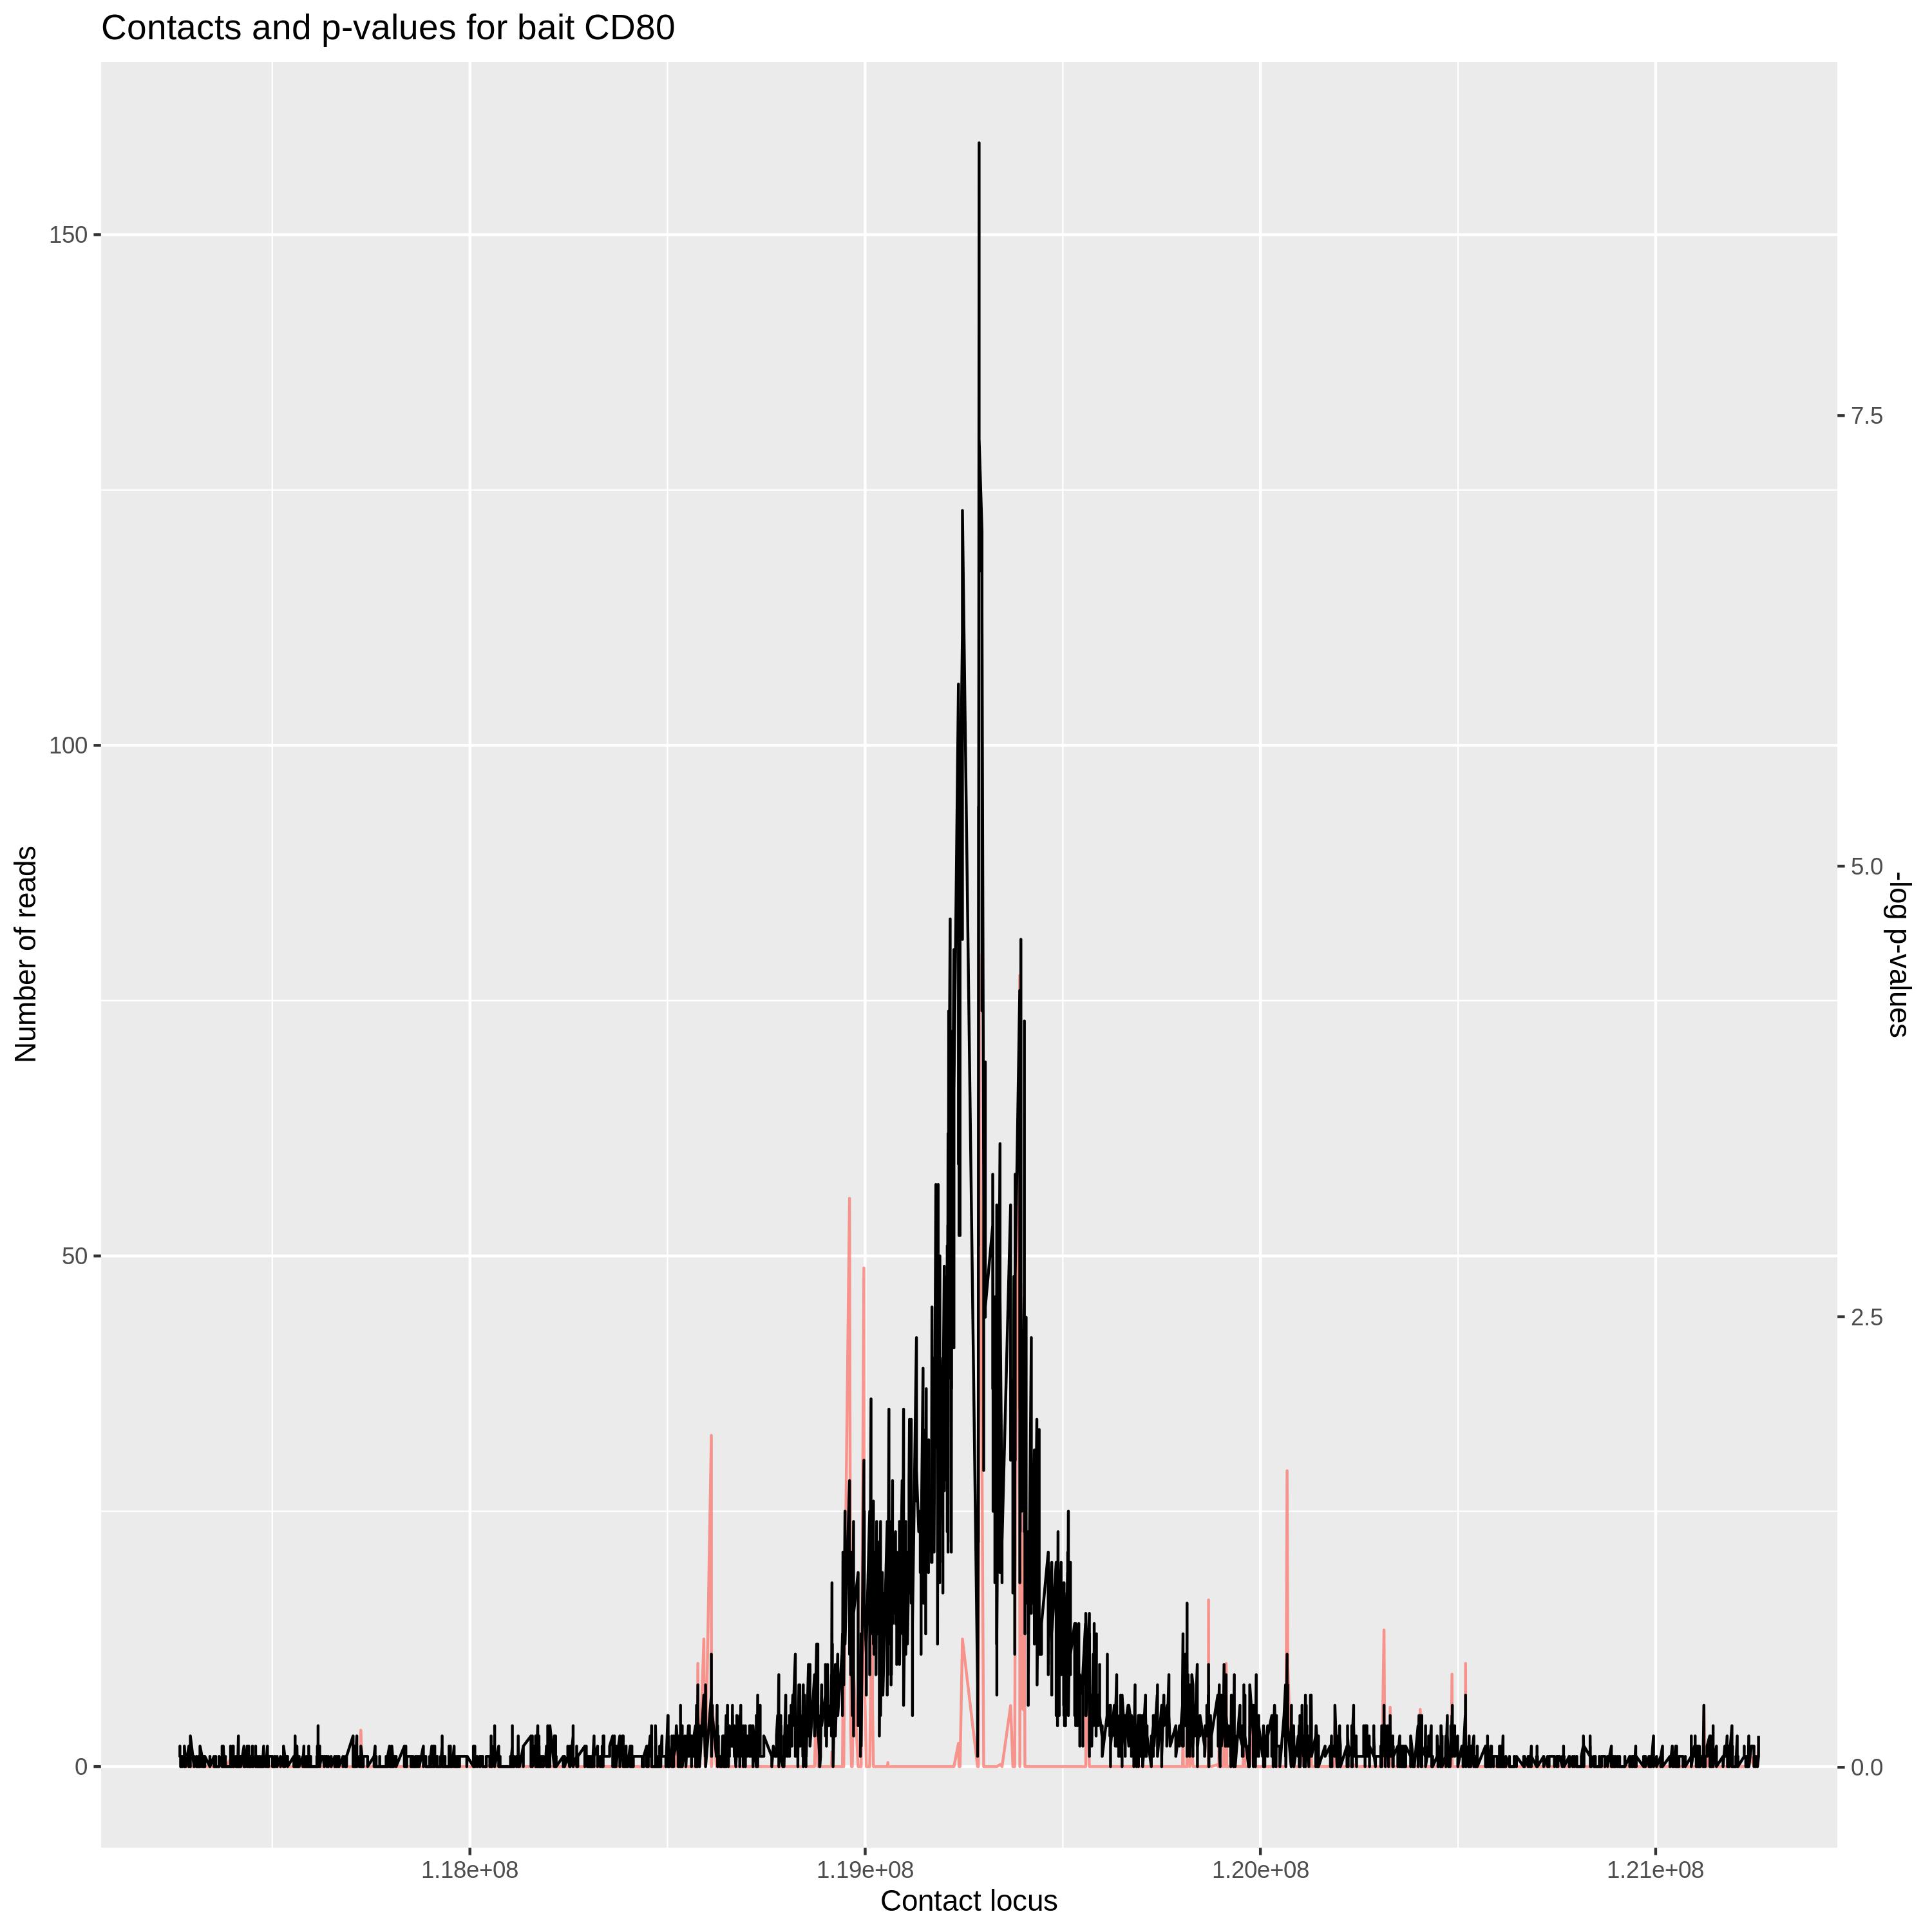 Contacts and p-values for bait CD80
150
100
50
0
7.5
5.0
2.5
0.0
Number of reads
-log p-values
1.18e+08
1.19e+08
1.20e+08
1.21e+08
Contact locus